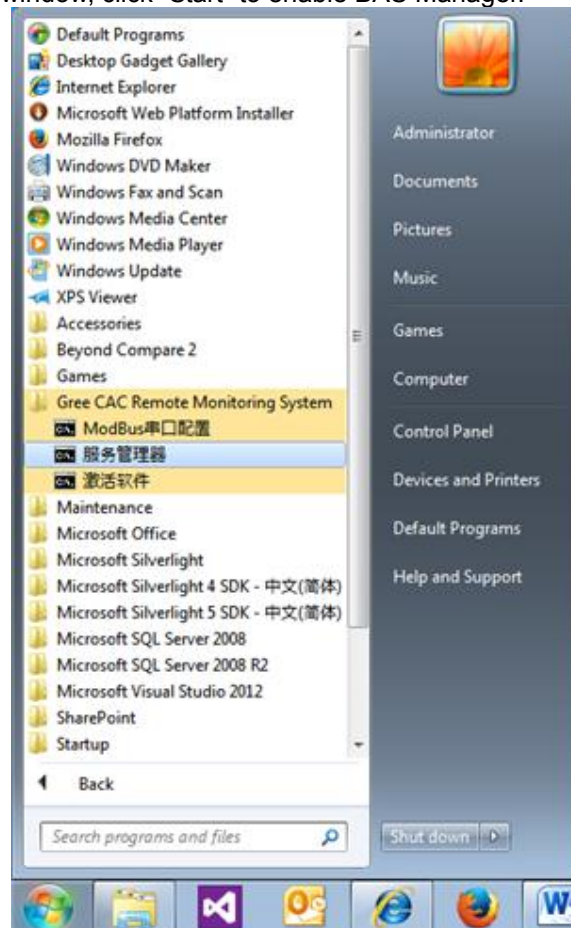 window, click "Start" to enable DAS Manager.
Default Programs
Desktop Gadget Gallery
Internet Explorer
Microsoft Web Platform Installer
Mozilla Firefox
Windows DVD Maker
Windows Fax and Scan
Windows Media Center
Windows Media Player
Windows Update
XPS Viewer
Accessories
Beyond Compare 2
Games
Gree CAC Remote Monitoring System
ModBus串口配置
服务管理器
激活软件
Maintenance
Microsoft Office
Microsoft Silverlight
Microsoft Silverlight 4 SDK - 中文(简体)
Microsoft Silverlight 5 SDK - 中文(简体)
Microsoft SQL Server 2008
Microsoft SQL Server 2008 R2
Microsoft Visual Studio 2012
SharePoint
Startup
Back
Search programs and files
Administrator
Documents
Pictures
Music
Games
Computer
Control Panel
Devices and Printers
Default Programs
Help and Support
Shut down